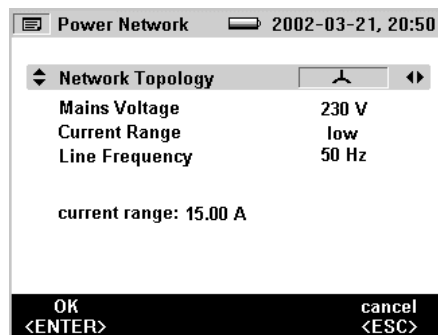 Power Network 2002-03-21, 20:50
Network Topology
Mains Voltage 230 V
Current Range low
Line Frequency 50 Hz
current range: 15.00 A
OK cancel
<ENTER> <ESC>